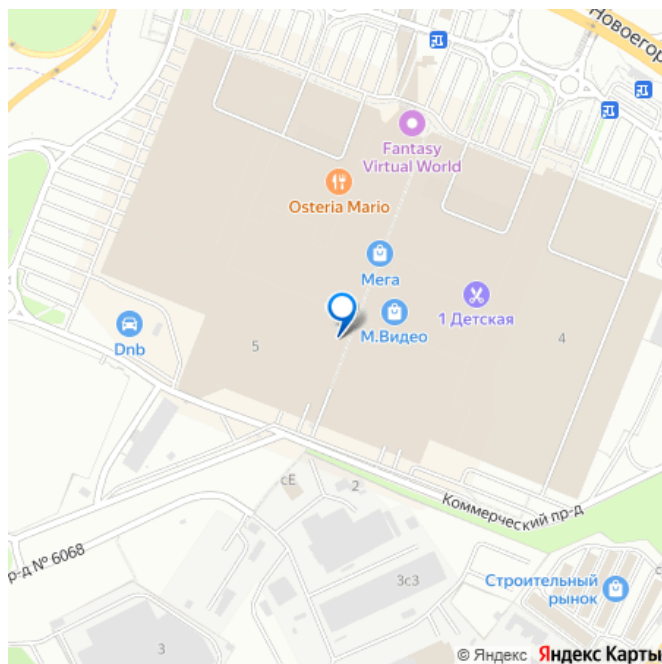 Новоегор
Fantasy
Virtual World
Osteria Mario
Мега
1 Детская
М.Видео
4
5
Dnb
сЕ
2
Коммерческий пр-д
р-д № 6068
3с3
Строительный
рынок
с
3
© Яндекс Яндекс Карты